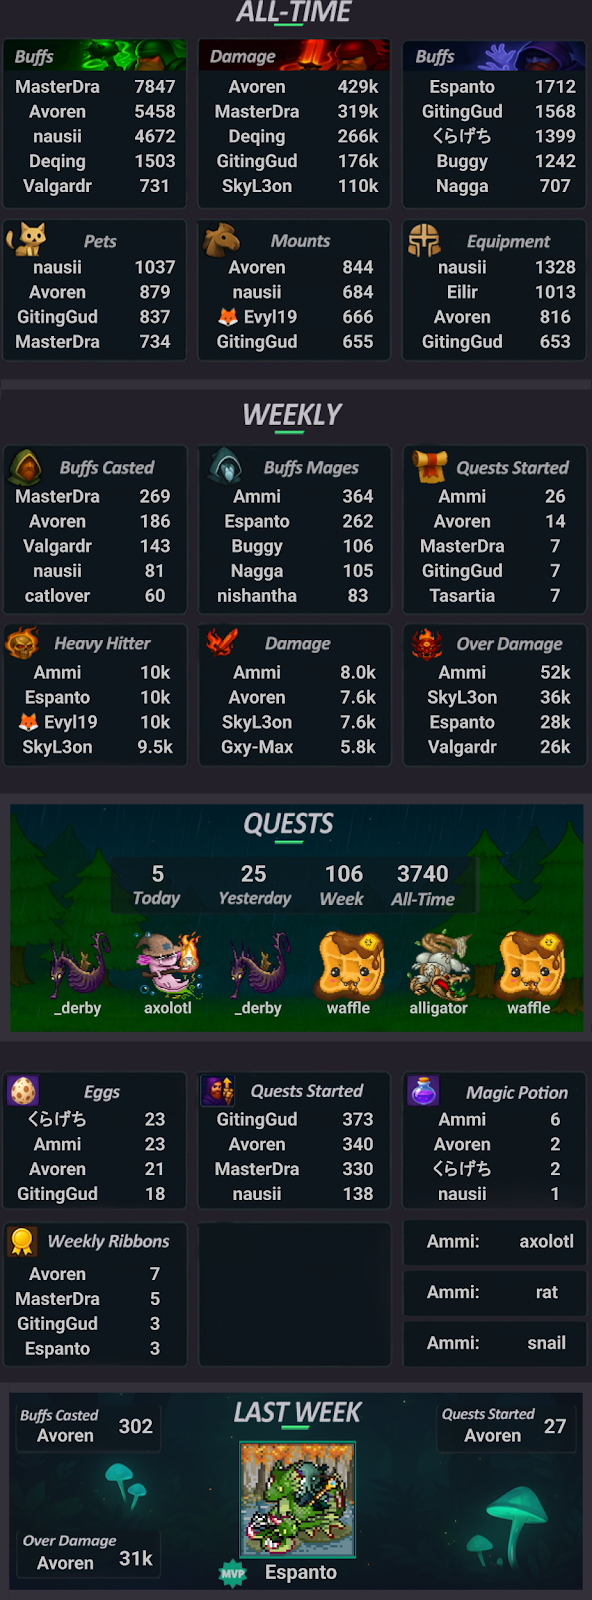 ALL-TIME
Buffs
MasterDra 7847
Avoren 5458
nausii 4672
Deqing 1503
Valgardr 731
Damage
Avoren 429k
MasterDra 319k
Deqing 266k
GitingGud 176k
SkyL3on 110k
Buffs
Espanto 1712
GitingGud 1568
くらげち 1399
Buggy 1242
Nagga 707
Pets
nausii 1037
Avoren 879
GitingGud 837
MasterDra 734
Mounts
Avoren 844
nausii 684
🦊 Evyl19 666
GitingGud 655
Equipment
nausii 1328
Eilir 1013
Avoren 816
GitingGud 653
WEEKLY
Buffs Casted
MasterDra 269
Avoren 186
Valgardr 143
nausii 81
catlover 60
Buffs Mages
Ammi 364
Espanto 262
Buggy 106
Nagga 105
nishantha 83
Quests Started
Ammi 26
Avoren 14
MasterDra 7
GitingGud 7
Tasartia 7
Heavy Hitter
Ammi 10k
Espanto 10k
🦊 Evyl19 10k
SkyL3on 9.5k
Damage
Ammi 8.0k
Avoren 7.6k
SkyL3on 7.6k
Gxy-Max 5.8k
Over Damage
Ammi 52k
SkyL3on 36k
Espanto 28k
Valgardr 26k
QUESTS
5 25 106 3740
Today Yesterday Week All-Time
_derby axolotl _derby waffle alligator waffle
Eggs
くらげち 23
Ammi 23
Avoren 21
GitingGud 18
Quests Started
GitingGud 373
Avoren 340
MasterDra 330
nausii 138
Magic Potion
Ammi 6
Avoren 2
くらげち 2
nausii 1
Weekly Ribbons
Avoren 7
MasterDra 5
GitingGud 3
Espanto 3
Ammi: axolotl
Ammi: rat
Ammi: snail
LAST WEEK
Buffs Casted
Avoren 302
Quests Started
Avoren 27
Over Damage
Avoren 31k
MVP Espanto